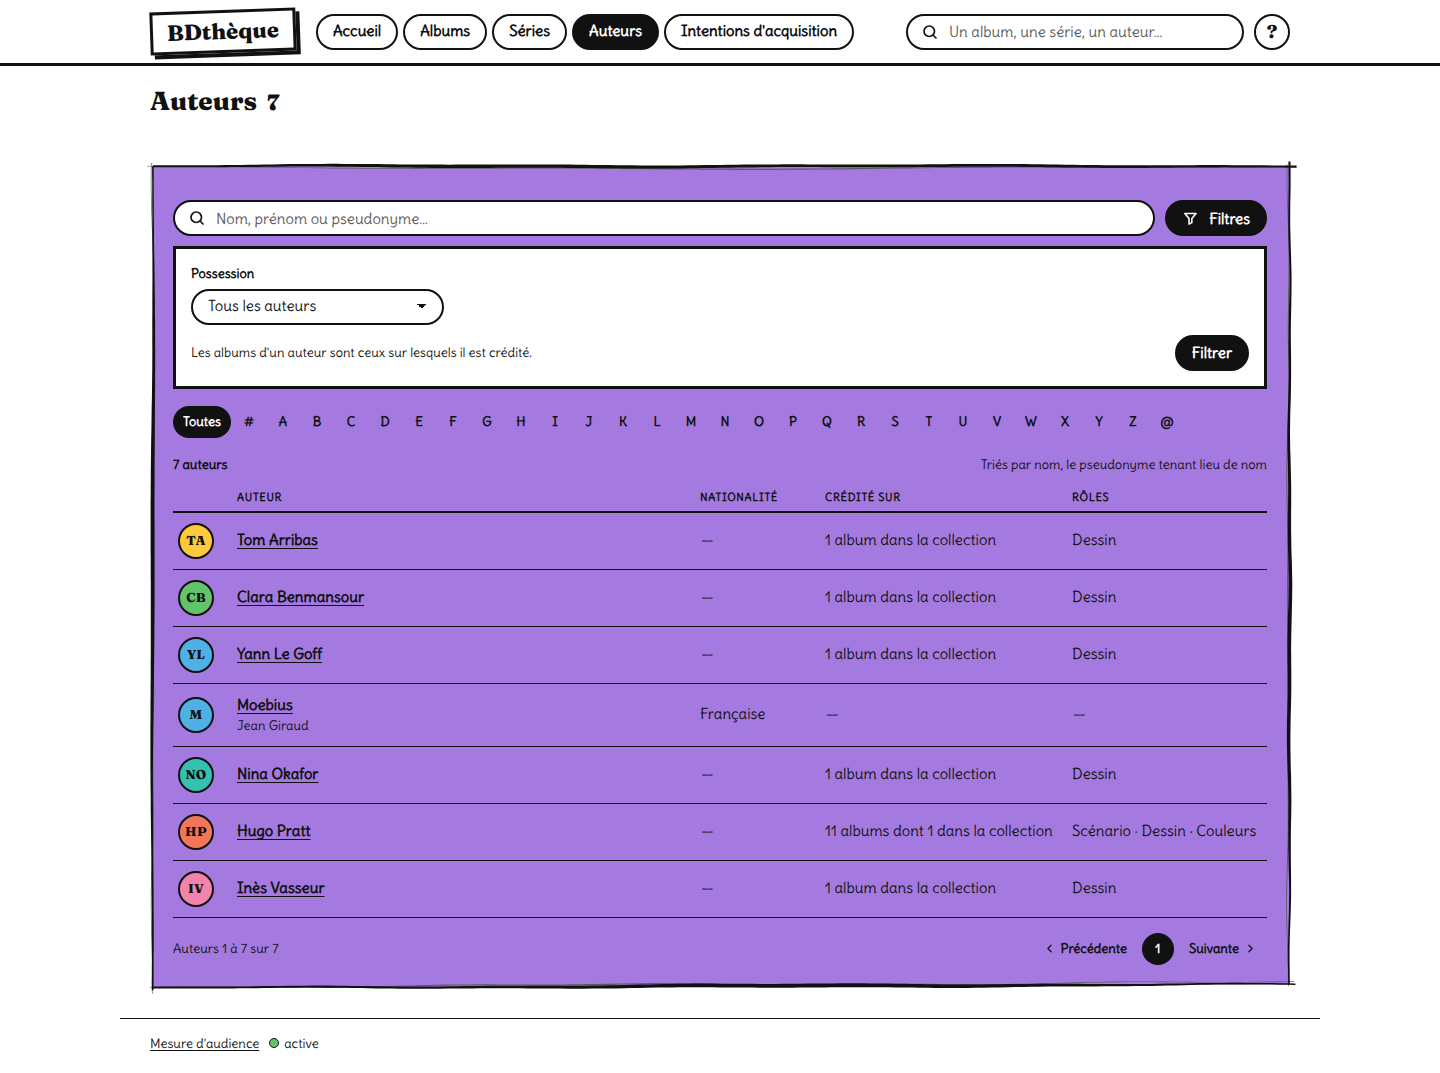 BDthèque Accueil Albums Séries Auteurs Intentions d'acquisition Un album, une série, un auteur... ?
Auteurs 7
Nom, prénom ou pseudonyme... Filtres
Possession
Tous les auteurs
Les albums d'un auteur sont ceux sur lesquels il est crédité. Filtrer
Toutes # A B C D E F G H I J K L M N O P Q R S T U V W X Y Z @
7 auteurs Triés par nom, le pseudonyme tenant lieu de nom
AUTEUR NATIONALITÉ CRÉDITÉ SUR RÔLES
TA Tom Arribas — 1 album dans la collection Dessin
CB Clara Benmansour — 1 album dans la collection Dessin
YL Yann Le Goff — 1 album dans la collection Dessin
M Moebius Française — —
Jean Giraud
NO Nina Okafor — 1 album dans la collection Dessin
HP Hugo Pratt — 11 albums dont 1 dans la collection Scénario · Dessin · Couleurs
IV Inès Vasseur — 1 album dans la collection Dessin
Auteurs 1 à 7 sur 7 Précédente 1 Suivante
Mesure d'audience active